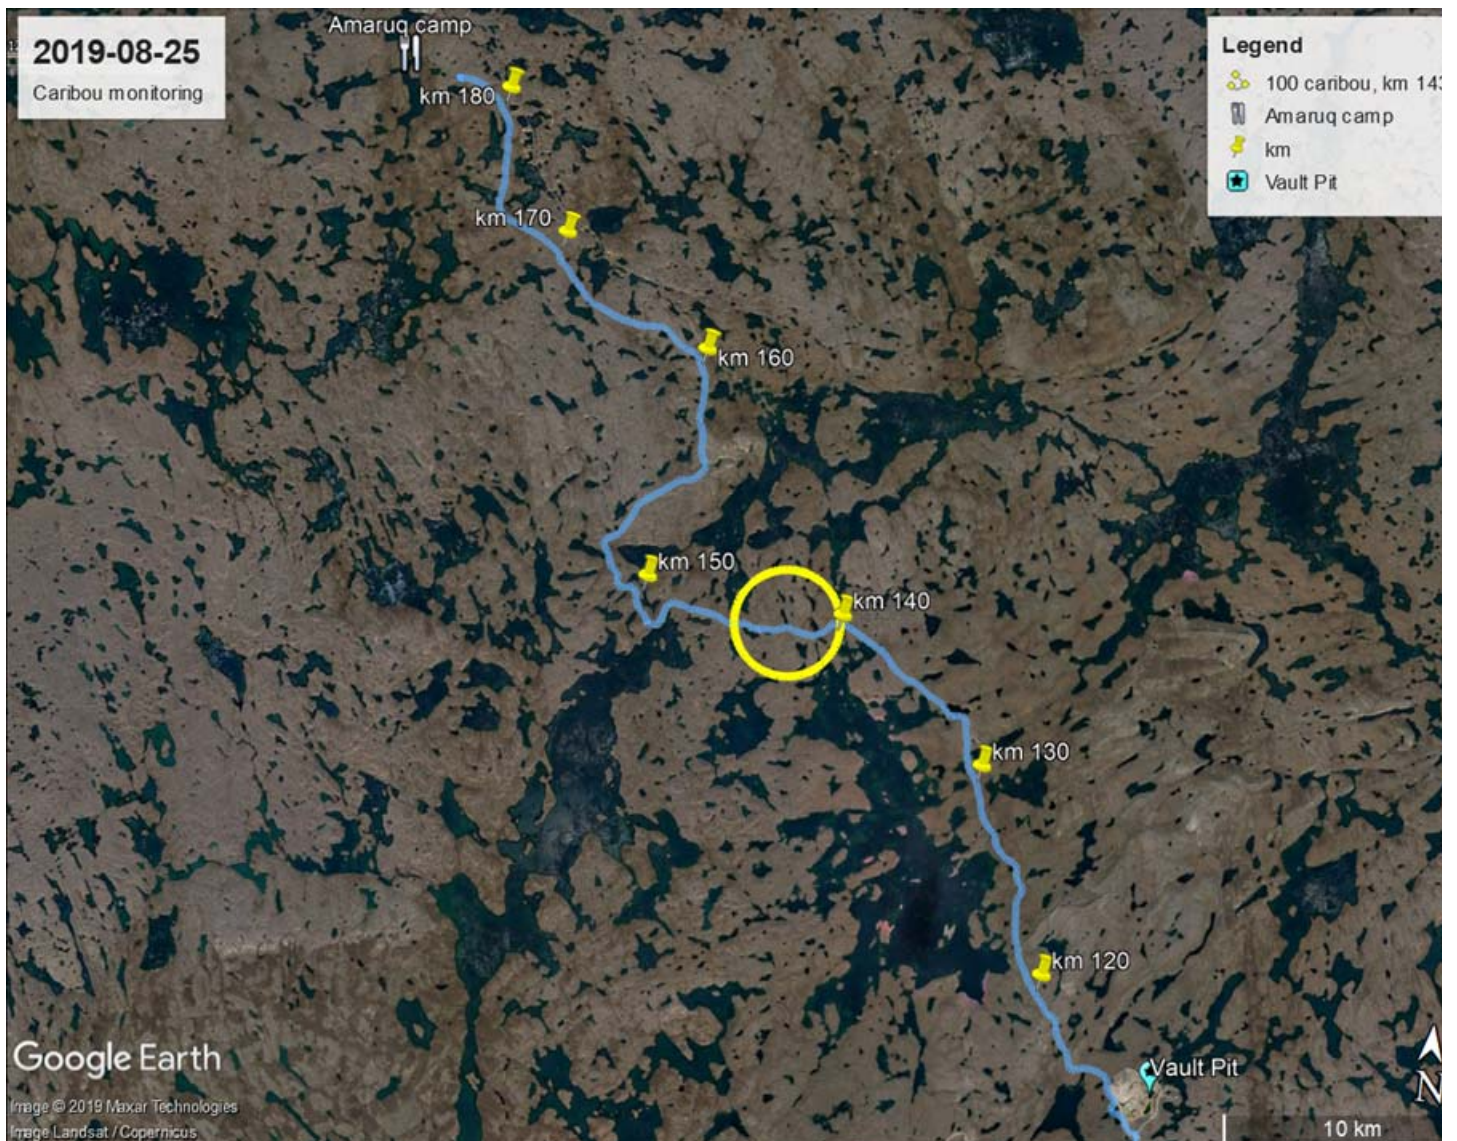 Amaruq camp
2019-08-25
Caribou monitoring
Legend
100 caribou, km 143
Amaruq camp
km
Vault Pit
km 180
km 170
km 160
km 150
km 140
km 130
km 120
Vault Pit
Google Earth
Image © 2019 Maxar Technologies
Image Landsat / Copernicus
N
10 km